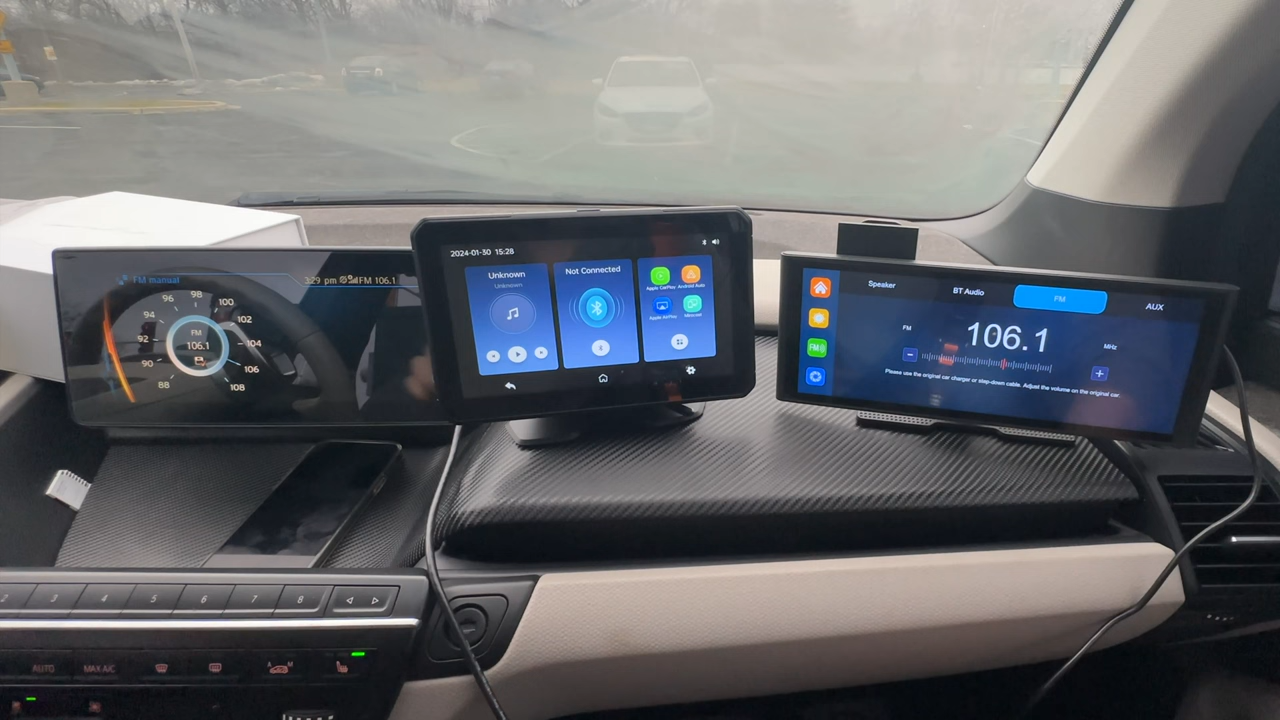 FM manual
3:29 pm
FM 106.1
96
98
100
94
102
92
104
90
106
88
108
FM
106.1
2024-01-30 15:28
Unknown
Unknown
Not Connected
Apple CarPlay
Android Auto
Apple AirPlay
Miracast
Speaker
BT Audio
FM
AUX
FM
FM
106.1
MHz
-
+
Please use the original car charger or step-down cable. Adjust the volume on the original car.
2
3
4
5
6
7
8
AUTO
MAX A/C
A
M